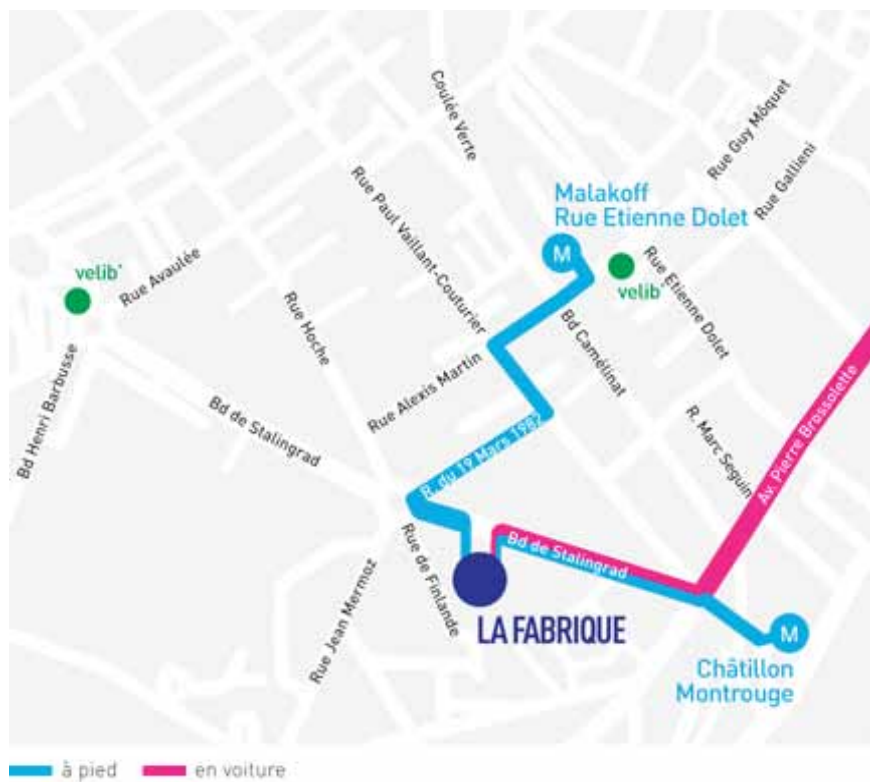 Coulée Verte
Rue Guy Môquet
Rue Gallieni
Malakoff
Rue Etienne Dolet
M
Rue Paul Vaillant-Couturier
velib'
Rue Avaulée
Rue Etienne Dolet
velib'
Rue Hoche
Bd Camélinat
Bd Henri Barbusse
Rue Alexis Martin
Bd de Stalingrad
Av. Pierre Brossolette
R. Marc Seguin
R. du 19 Mars 1982
Rue de Finlande
Bd de Stalingrad
Rue Jean Mermoz
LA FABRIQUE
M
Châtillon
Montrouge
à pied
en voiture